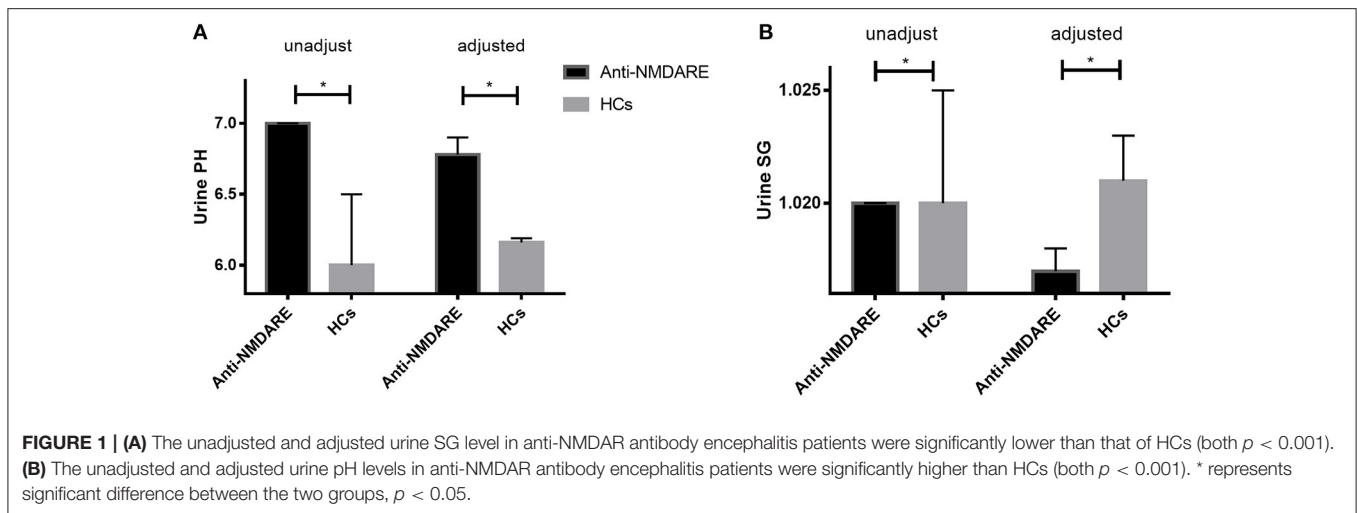 A
unadjust
adjusted
*
*
Anti-NMDARE
HCs
7.0
6.5
6.0
Urine PH
Anti-NMDARE
HCs
Anti-NMDARE
HCs
B
unadjust
adjusted
*
*
1.025
1.020
Urine SG
Anti-NMDARE
HCs
Anti-NMDARE
HCs
FIGURE 1 | (A) The unadjusted and adjusted urine SG level in anti-NMDAR antibody encephalitis patients were significantly lower than that of HCs (both p < 0.001).
(B) The unadjusted and adjusted urine pH levels in anti-NMDAR antibody encephalitis patients were significantly higher than HCs (both p < 0.001). * represents
significant difference between the two groups, p < 0.05.